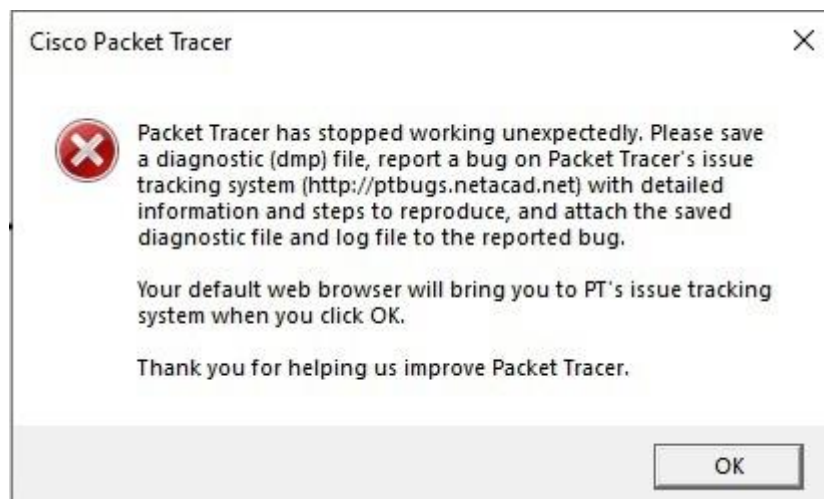 Cisco Packet Tracer
Packet Tracer has stopped working unexpectedly. Please save
a diagnostic (dmp) file, report a bug on Packet Tracer's issue
tracking system (http://ptbugs.netacad.net) with detailed
information and steps to reproduce, and attach the saved
diagnostic file and log file to the reported bug.
Your default web browser will bring you to PT's issue tracking
system when you click OK.
Thank you for helping us improve Packet Tracer.
OK